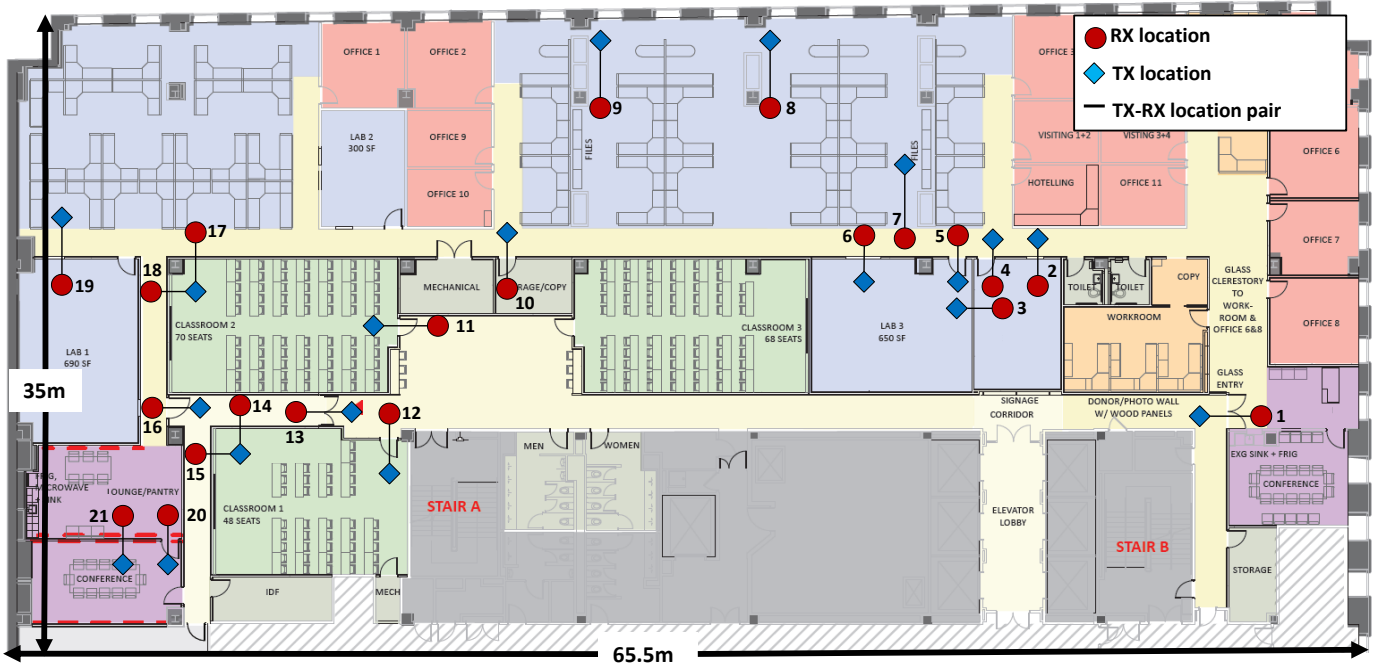 OFFICE 1
OFFICE 2
OFFICE 3
RX location
TX location
TX-RX location pair
9
8
LAB 2
300 SF
OFFICE 9
FILES
FILES
VISITING 1+2
VISTING 3+4
OFFICE 6
OFFICE 10
HOTELLING
OFFICE 11
7
17
6
5
OFFICE 7
18
19
MECHANICAL
10
RAGE/COPY
4
2
3
TOILET
TOILET
COPY
GLASS
CLERESTORY
TO
WORK-
ROOM &
OFFICE 6&8
11
CLASSROOM 2
70 SEATS
CLASSROOM 3
68 SEATS
LAB 3
650 SF
WORKROOM
OFFICE 8
LAB 1
690 SF
35m
GLASS
ENTRY
16
14
13
12
SIGNAGE
CORRIDOR
DONOR/PHOTO WALL
W/ WOOD PANELS
1
15
MEN
WOMEN
EXG SINK + FRIG
CONFERENCE
FRIG,
MICROWAVE
OUNGE/PANTRY
21
20
CLASSROOM 1
48 SEATS
STAIR A
ELEVATOR
LOBBY
STAIR B
CONFERENCE
STORAGE
IDF
MECH
65.5m